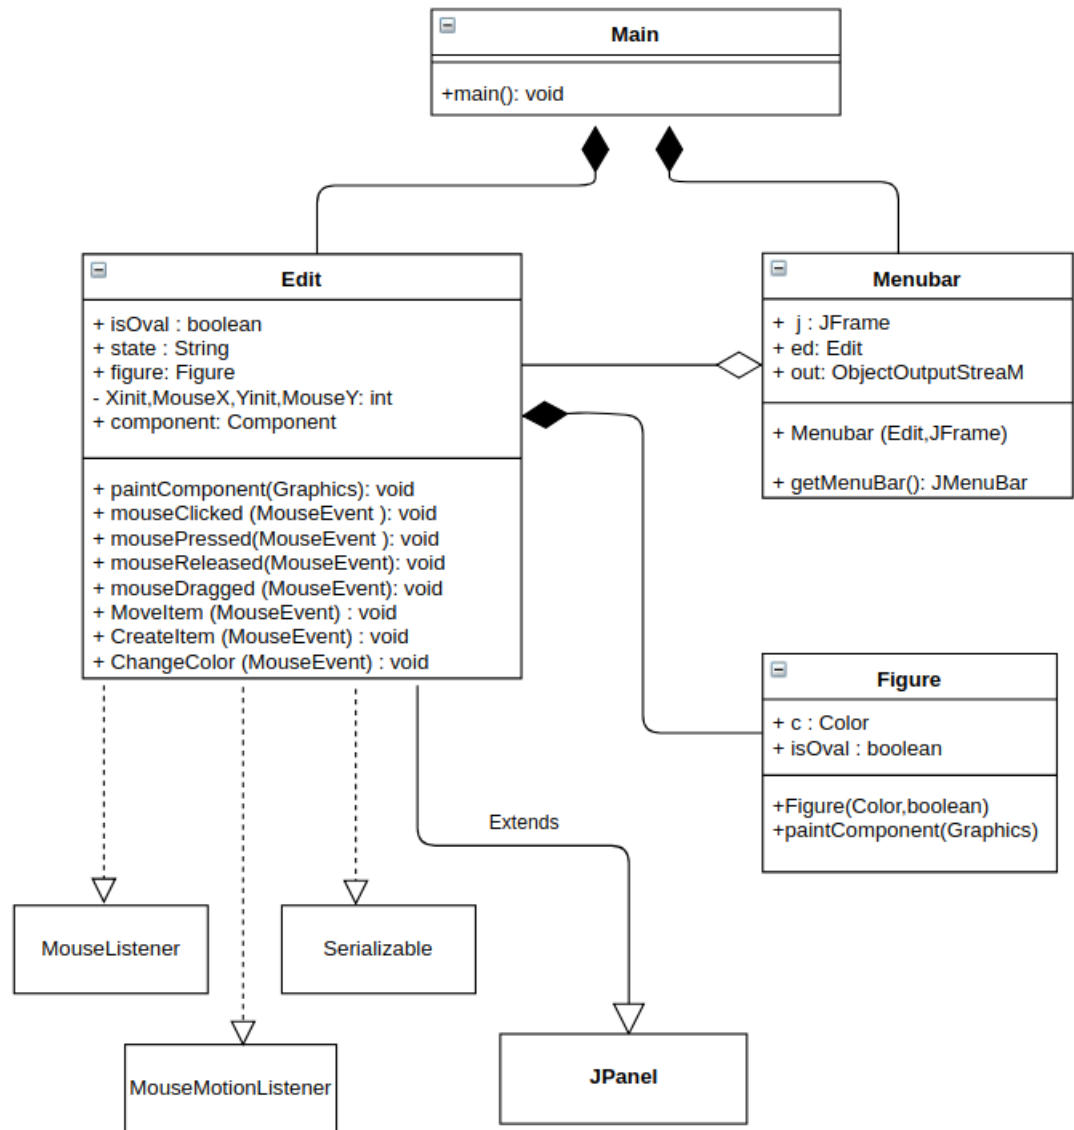 Main
+main(): void
Edit
+ isOval : boolean
+ state : String
+ figure: Figure
- Xinit,MouseX,Yinit,MouseY: int
+ component: Component
+ paintComponent(Graphics): void
+ mouseClicked (MouseEvent ): void
+ mousePressed(MouseEvent ): void
+ mouseReleased(MouseEvent): void
+ mouseDragged (MouseEvent): void
+ MoveItem (MouseEvent) : void
+ CreateItem (MouseEvent) : void
+ ChangeColor (MouseEvent) : void
Menubar
+ j : JFrame
+ ed: Edit
+ out: ObjectOutputStreaM
+ Menubar (Edit,JFrame)
+ getMenuBar(): JMenuBar
Figure
+ c : Color
+ isOval : boolean
+Figure(Color,boolean)
+paintComponent(Graphics)
Extends
MouseListener
Serializable
MouseMotionListener
JPanel